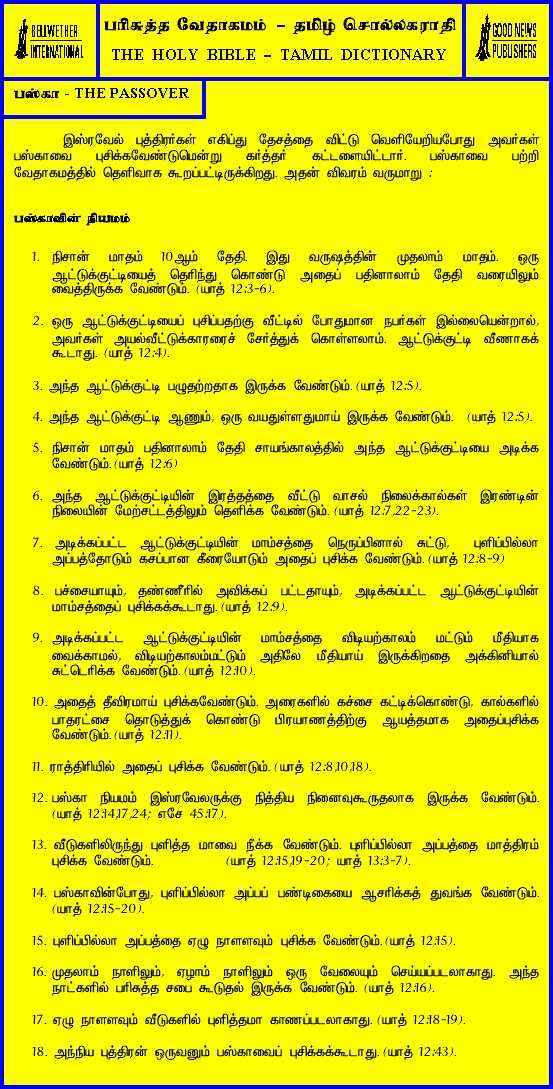 BELLWETHER
INTERNATIONAL
பரிசுத்த வேதாகமம் - தமிழ் சொல்லகராதி
THE HOLY BIBLE – TAMIL DICTIONARY
GOOD NEWS
PUBLISHERS
பஸ்கா - THE PASSOVER
இஸ்ரவேல் புத்திரர்கள் எகிப்து தேசத்தை விட்டு வெளியேறியபோது அவர்கள்
பஸ்காவை புசிக்கவேண்டுமென்று கர்த்தர் கட்டளையிட்டார். பஸ்காவை பற்றி
வேதாகமத்தில் தெளிவாக கூறப்பட்டிருக்கிறது. அதன் விவரம் வருமாறு :
பஸ்காவின் நியமம்
1. நிசான் மாதம் 10ஆம் தேதி. இது வருஷத்தின் முதலாம் மாதம். ஒரு
ஆட்டுக்குட்டியைத் தெரிந்து கொண்டு அதைப் பதினாலாம் தேதி வரையிலும்
வைத்திருக்க வேண்டும். (யாத் 12:3-6).
2. ஒரு ஆட்டுக்குட்டியைப் புசிப்பதற்கு வீட்டில் போதுமான நபர்கள் இல்லையென்றால்,
அவர்கள் அயல்வீட்டுக்காரரைச் சேர்த்துக் கொள்ளலாம். ஆட்டுக்குட்டி வீணாகக்
கூடாது. (யாத் 12:4).
3. அந்த ஆட்டுக்குட்டி பழுதற்றதாக இருக்க வேண்டும். (யாத் 12:5).
4. அந்த ஆட்டுக்குட்டி ஆணும், ஒரு வயதுள்ளதுமாய் இருக்க வேண்டும். (யாத் 12:5).
5. நிசான் மாதம் பதினாலாம் தேதி சாயங்காலத்தில் அந்த ஆட்டுக்குட்டியை அடிக்க
வேண்டும். (யாத் 12:6)
6. அந்த ஆட்டுக்குட்டியின் இரத்தத்தை வீட்டு வாசல் நிலைக்கால்கள் இரண்டின்
நிலையின் மேற்சட்டத்திலும் தெளிக்க வேண்டும். (யாத் 12:7,22-23).
7. அடிக்கப்பட்ட ஆட்டுக்குட்டியின் மாம்சத்தை நெருப்பினால் சுட்டு, புளிப்பில்லா
அப்பத்தோடும் கசப்பான கீரையோடும் அதைப் புசிக்க வேண்டும். (யாத் 12:8-9)
8. பச்சையாயும், தண்ணீரில் அவிக்கப் பட்டதாயும், அடிக்கப்பட்ட ஆட்டுக்குட்டியின்
மாம்சத்தைப் புசிக்கக்கூடாது. (யாத் 12:9).
9. அடிக்கப்பட்ட ஆட்டுக்குட்டியின் மாம்சத்தை விடியற்காலம் மட்டும் மீதியாக
வைக்காமல், விடியற்காலம்மட்டும் அதிலே மீதியாய் இருக்கிறதை அக்கினியால்
சுட்டெரிக்க வேண்டும். (யாத் 12:10).
10. அதைத் தீவிரமாய் புசிக்கவேண்டும். அரைகளில் கச்சை கட்டிக்கொண்டு, கால்களில்
பாதரட்சை தொடுத்துக் கொண்டு பிரயாணத்திற்கு ஆயத்தமாக அதைப்புசிக்க
வேண்டும். (யாத் 12:11).
11. ராத்திரியில் அதைப் புசிக்க வேண்டும். (யாத் 12:8,10,18).
12. பஸ்கா நியமம் இஸ்ரவேலருக்கு நித்திய நினைவுகூருதலாக இருக்க வேண்டும்.
(யாத் 12:14,17,24; எசே 45:17).
13. வீடுகளிலிருந்து புளித்த மாவை நீக்க வேண்டும். புளிப்பில்லா அப்பத்தை மாத்திரம்
புசிக்க வேண்டும். (யாத் 12:15,19-20; யாத் 13:3-7).
14. பஸ்காவின்போது, புளிப்பில்லா அப்பப் பண்டிகையை ஆசரிக்கத் துவங்க வேண்டும்.
(யாத் 12:15-20).
15. புளிப்பில்லா அப்பத்தை ஏழு நாளளவும் புசிக்க வேண்டும். (யாத் 12:15).
16. முதலாம் நாளிலும், ஏழாம் நாளிலும் ஒரு வேலையும் செய்யப்படலாகாது. அந்த
நாட்களில் பரிசுத்த சபை கூடுதல் இருக்க வேண்டும். (யாத் 12:16).
17. ஏழு நாளளவும் வீடுகளில் புளித்தமா காணப்படலாகாது. (யாத் 12:18-19).
18. அந்நிய புத்திரன் ஒருவனும் பஸ்காவைப் புசிக்கக்கூடாது. (யாத் 12:43).